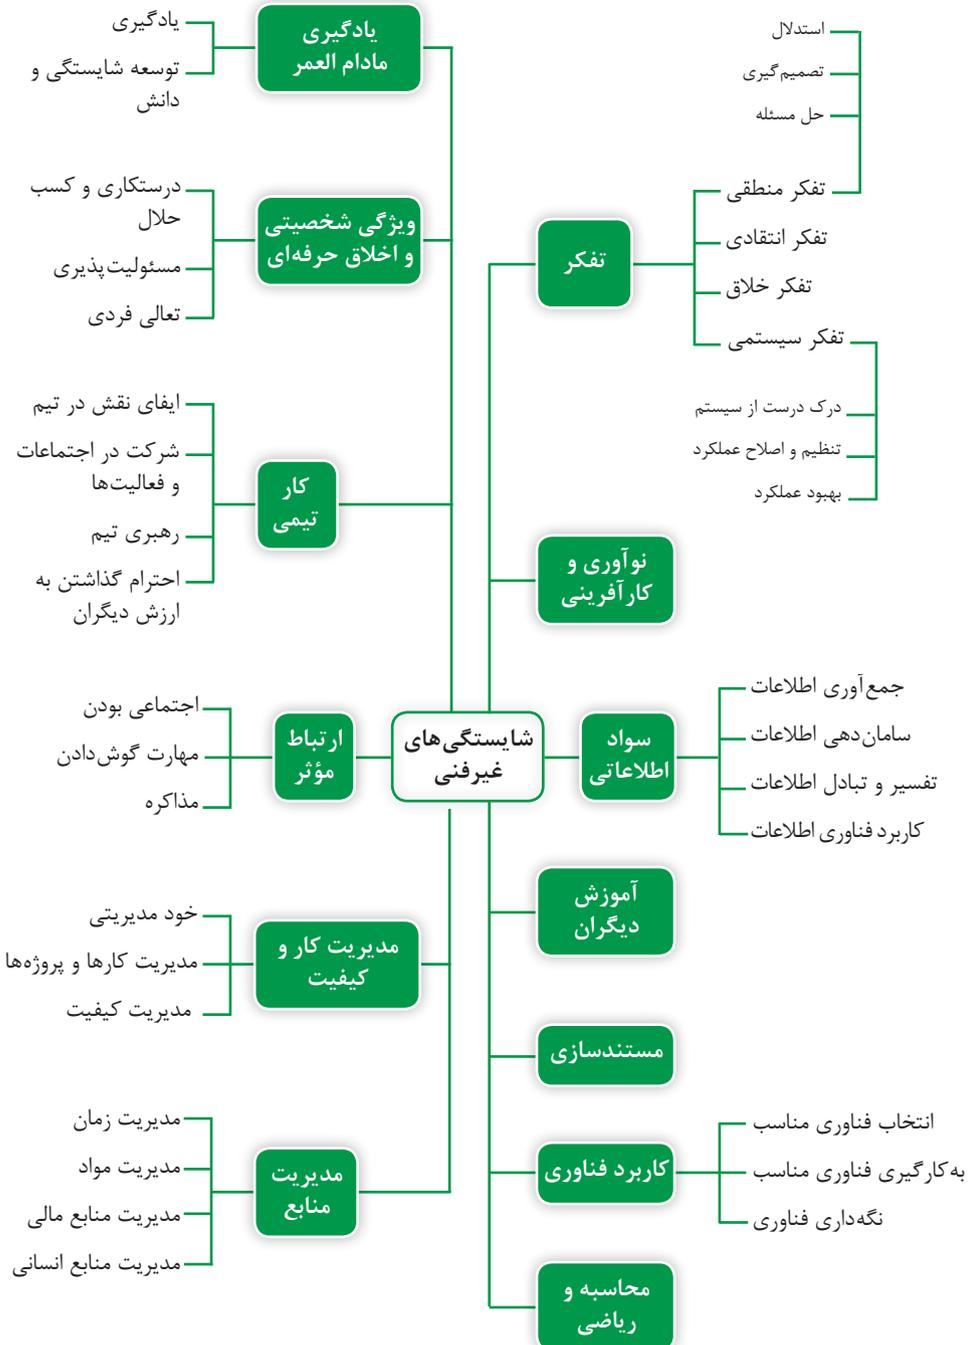 شایستگی‌های
غیرفنی
تفکر
استدلال
تصمیم‌گیری
حل مسئله
تفکر منطقی
تفکر انتقادی
تفکر خلاق
تفکر سیستمی
درک درست از سیستم
تنظیم و اصلاح عملکرد
بهبود عملکرد
نوآوری و
کارآفرینی
سواد
اطلاعاتی
جمع‌آوری اطلاعات
سامان‌دهی اطلاعات
تفسیر و تبادل اطلاعات
کاربرد فناوری اطلاعات
آموزش
دیگران
مستندسازی
کاربرد فناوری
انتخاب فناوری مناسب
به‌کارگیری فناوری مناسب
نگه‌داری فناوری
محاسبه و
ریاضی
یادگیری
مادام العمر
یادگیری
توسعه شایستگی و
دانش
ویژگی شخصیتی
و اخلاق حرفه‌ای
درستکاری و کسب
حلال
مسئولیت‌پذیری
تعالی فردی
کار
تیمی
ایفای نقش در تیم
شرکت در اجتماعات
و فعالیت‌ها
رهبری تیم
احترام گذاشتن به
ارزش دیگران
ارتباط
مؤثر
اجتماعی بودن
مهارت گوش‌دادن
مذاکره
مدیریت کار و
کیفیت
خود مدیریتی
مدیریت کارها و پروژه‌ها
مدیریت کیفیت
مدیریت
منابع
مدیریت زمان
مدیریت مواد
مدیریت منابع مالی
مدیریت منابع انسانی